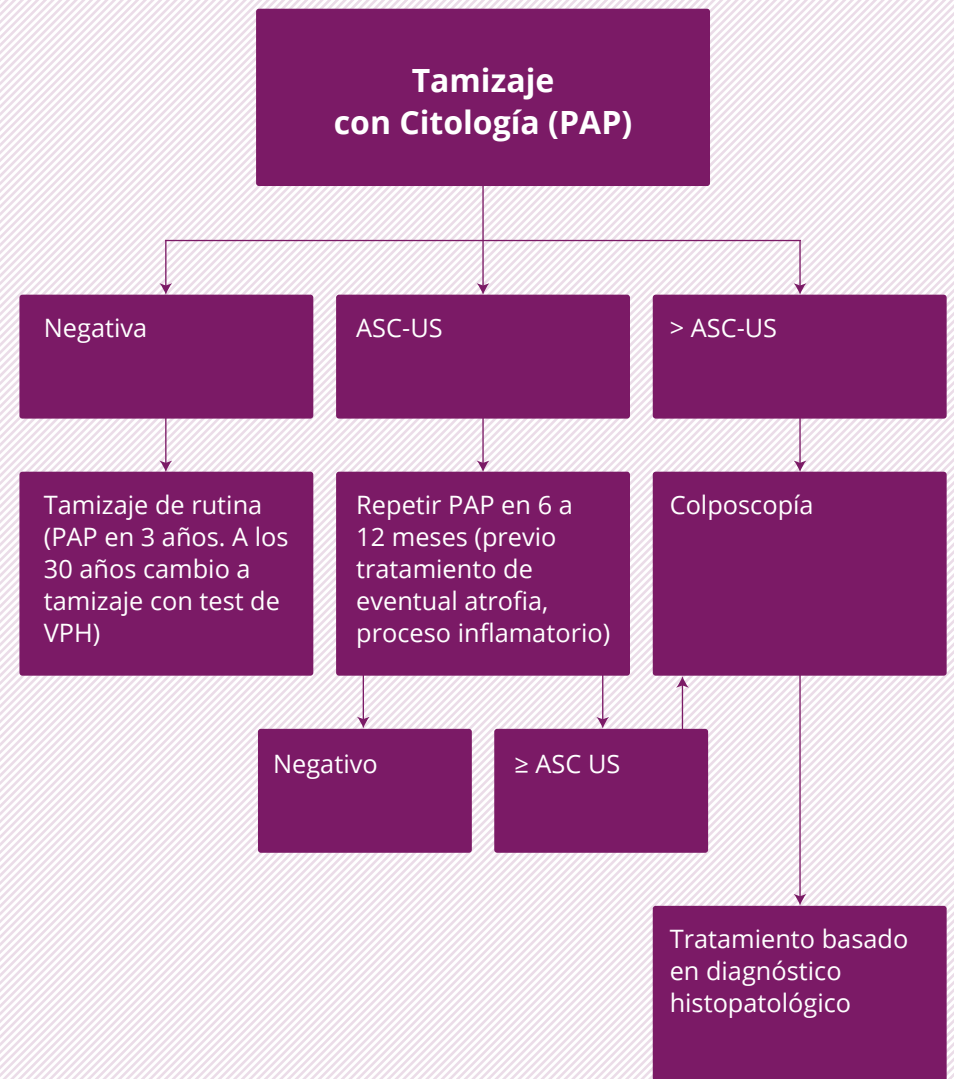 Tamizaje
con Citología (PAP)
Negativa
ASC-US
> ASC-US
Tamizaje de rutina
(PAP en 3 años. A los
30 años cambio a
tamizaje con test de
VPH)
Repetir PAP en 6 a
12 meses (previo
tratamiento de
eventual atrofia,
proceso inflamatorio)
Colposcopía
Negativo
≥ ASC US
Tratamiento basado
en diagnóstico
histopatológico